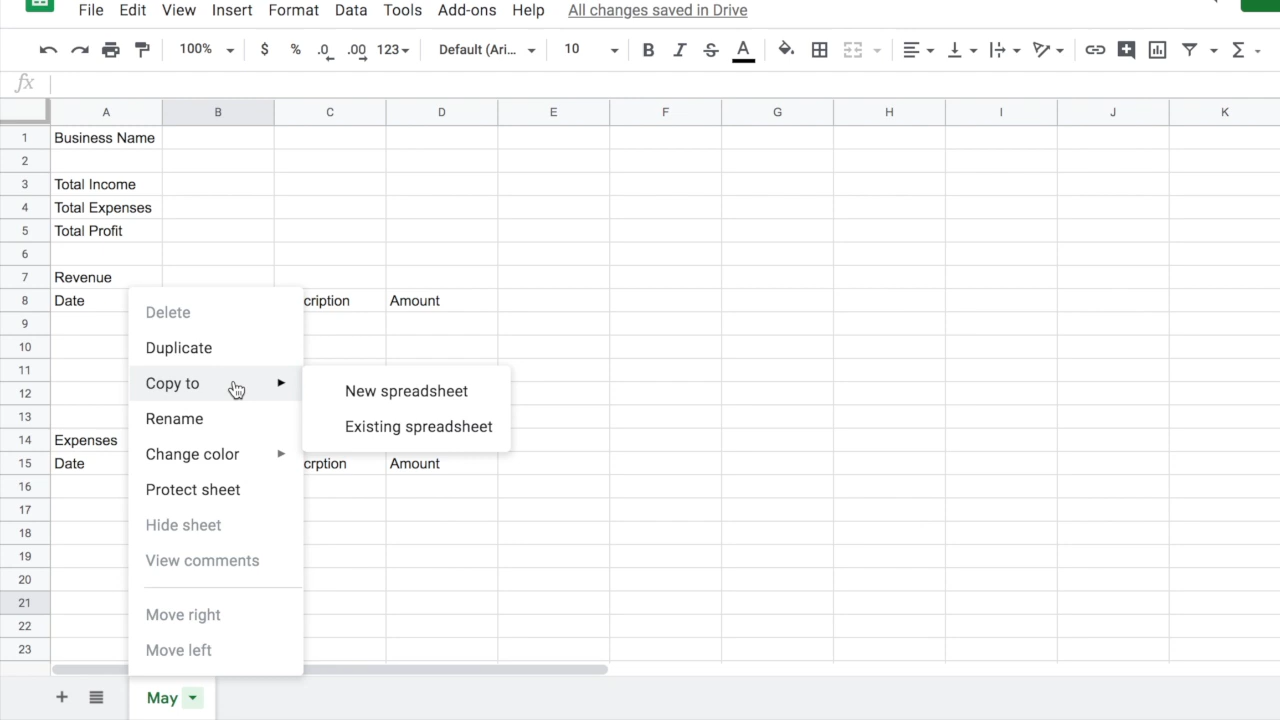 File Edit View Insert Format Data Tools Add-ons Help All changes saved in Drive
100% $ % .0 .00 123 Default (Ari... 10 B I S A Σ
fx
A B C D E F G H I J K
1 Business Name
2
3 Total Income
4 Total Expenses
5 Total Profit
6
7 Revenue
8 Date cription Amount
9
10
11
12
13
14 Expenses
15 Date crption Amount
16
17
18
19
20
21
22
23
Delete
Duplicate
Copy to
New spreadsheet
Existing spreadsheet
Rename
Change color
Protect sheet
Hide sheet
View comments
Move right
Move left
+ May